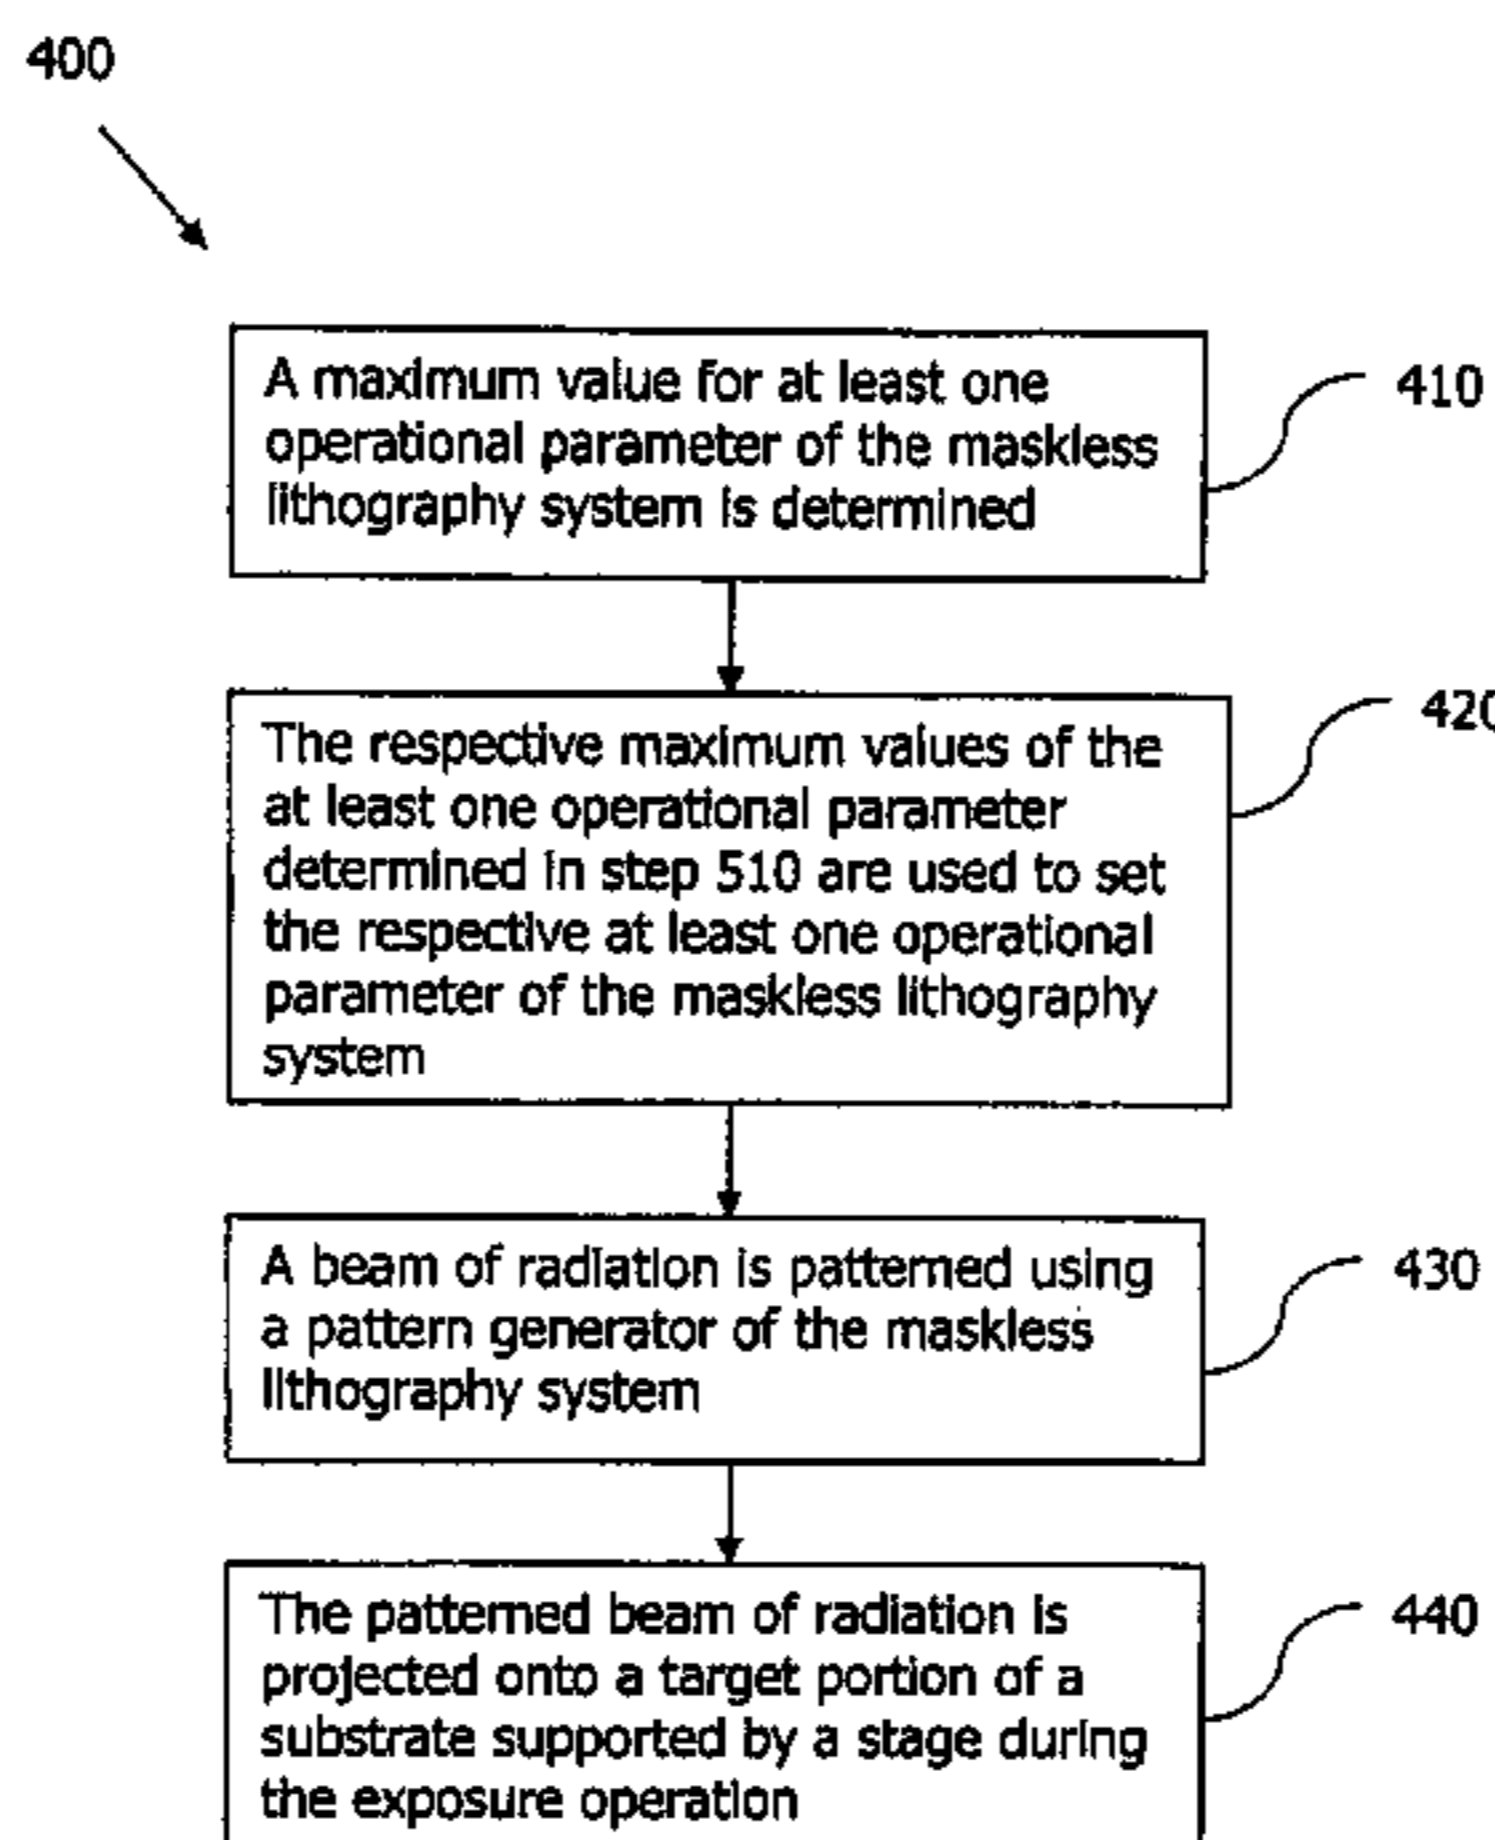 400
A maximum value for at least one
operational parameter of the maskless
lithography system is determined
410
The respective maximum values of the
at least one operational parameter
determined in step 510 are used to set
the respective at least one operational
parameter of the maskless lithography
system
420
A beam of radiation is patterned using
a pattern generator of the maskless
lithography system
430
The patterned beam of radiation is
projected onto a target portion of a
substrate supported by a stage during
the exposure operation
440